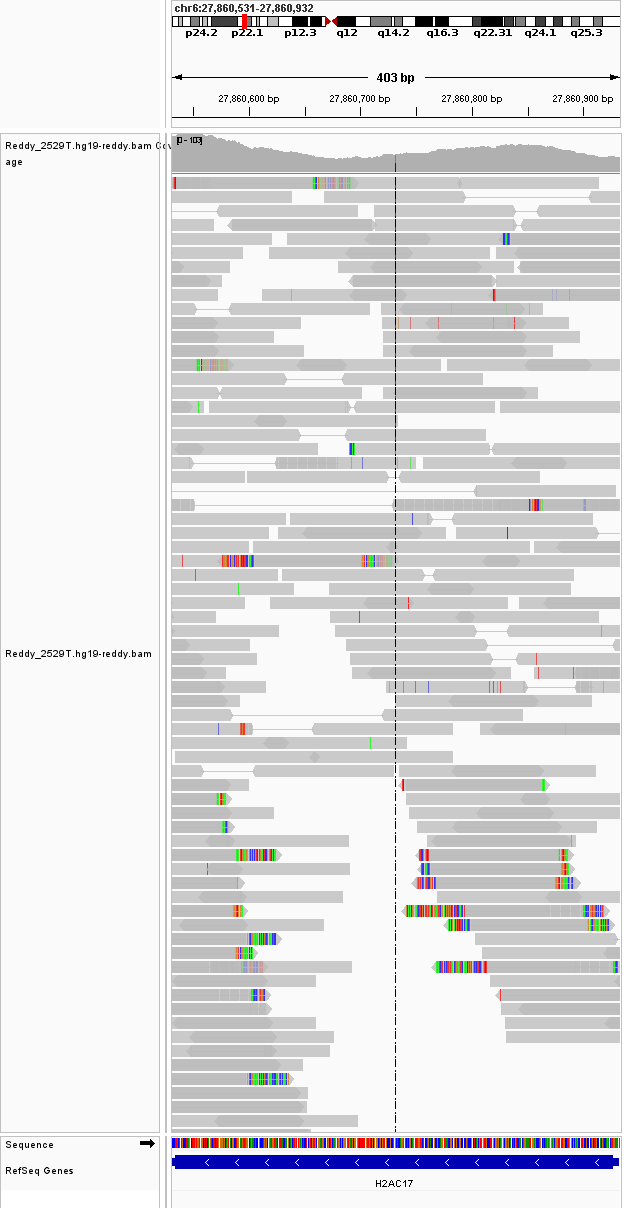 chr6:27,860,531-27,860,932
p24.2 p22.1 p12.3 q12 q14.2 q16.3 q22.31 q24.1 q25.3
403 bp
27,860,600 bp 27,860,700 bp 27,860,800 bp 27,860,900 bp
[0 - 103]
Reddy_2529T.hg19-reddy.bam Cov
age
Reddy_2529T.hg19-reddy.bam
Sequence
RefSeq Genes
H2AC17